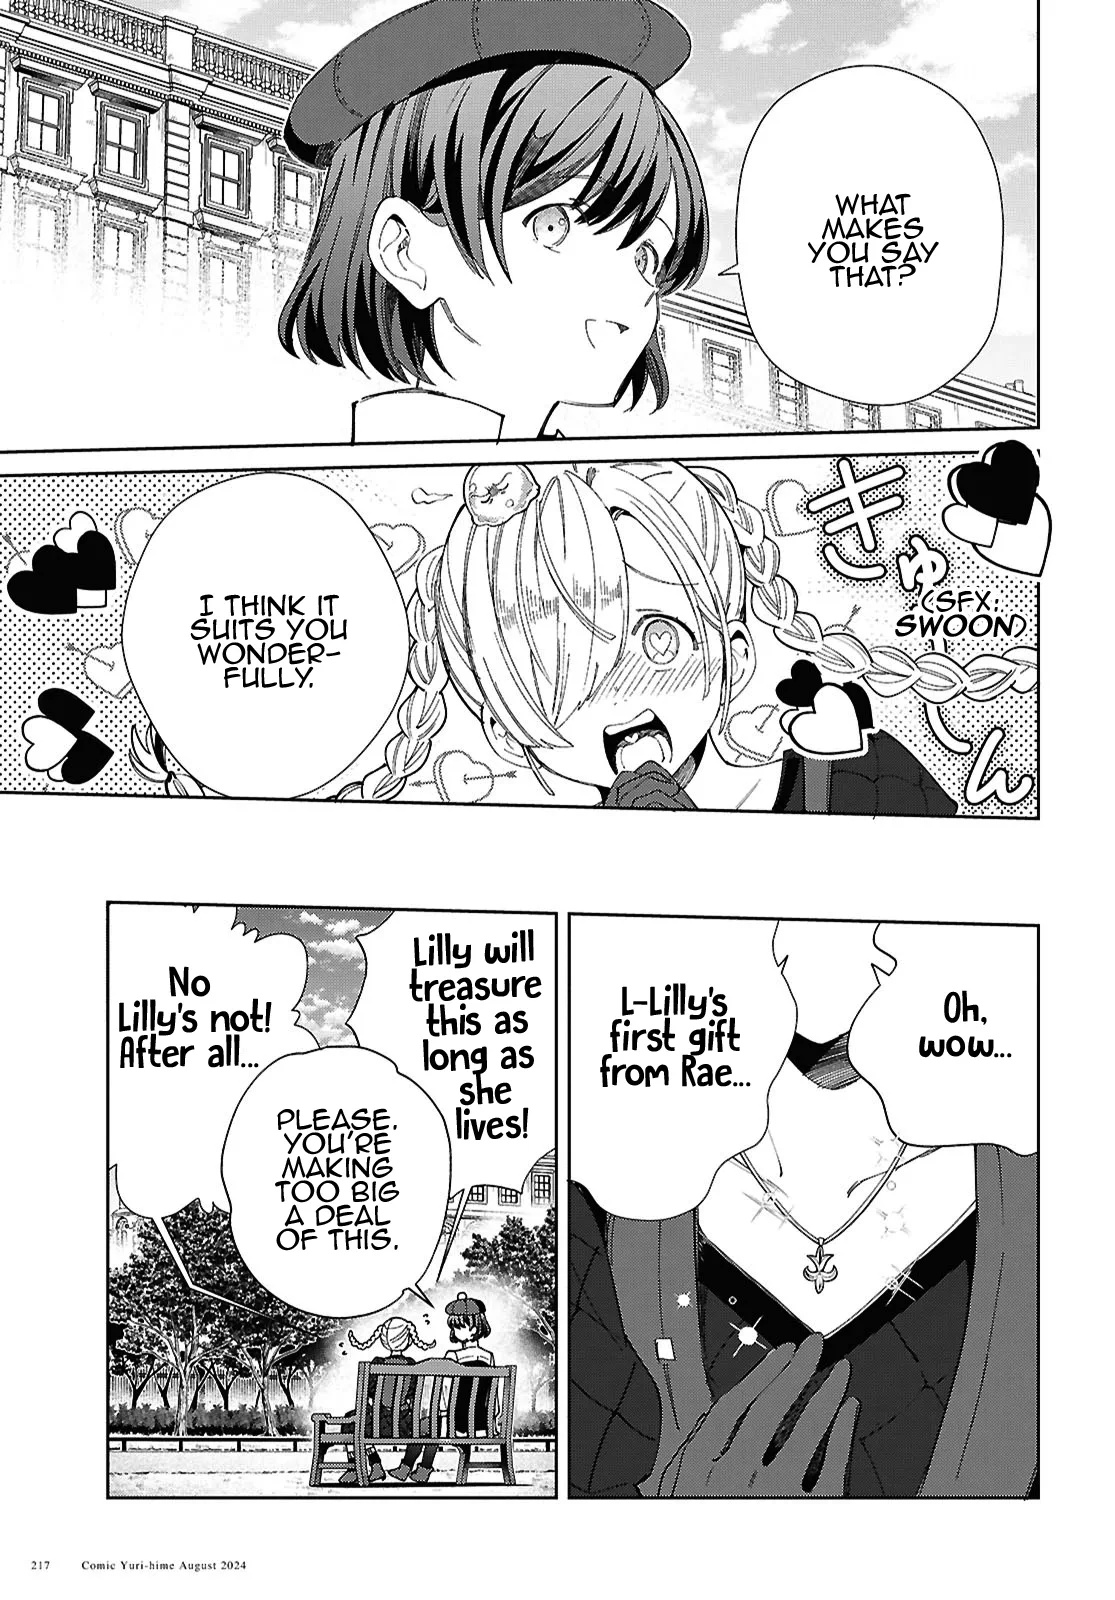 WHAT
MAKES
YOU SAY
THAT?
きゅーん
(SFX:
SWOON)
I THINK IT
SUITS YOU
WONDER-
FULLY.
Oh,
wow...
L-Lilly's
first gift
from Rae...
Lilly will
treasure
this as
long as
she
lives!
PLEASE.
YOU'RE
MAKING
TOO BIG
A DEAL
OF THIS.
No
Lilly's not!
After all...
217 Comic Yuri-hime August 2024